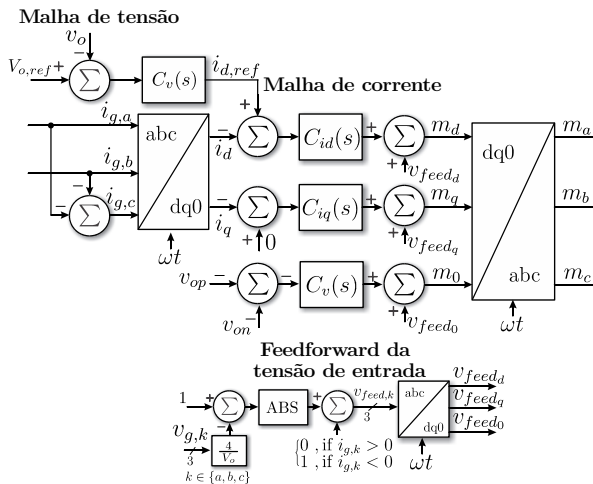 Malha de tensão
v_o
−
V_{o,ref} +
Σ
C_v(s)
i_{d,ref}
Malha de corrente
i_{g,a}
abc
− i_d
+
Σ
C_{id}(s)
+
Σ
m_d
+
v_{feed_d}
i_{g,b}
−
− Σ
i_{g,c}
dq0
− i_q
Σ
+ 0
C_{iq}(s)
+
Σ
m_q
+
v_{feed_q}
ωt
v_{op} −
Σ
−
C_v(s)
+
Σ
m_0
v_{on} −
+
v_{feed_0}
dq0
abc
m_a
m_b
m_c
ωt
Feedforward da
tensão de entrada
1 +
Σ
−
ABS
+
Σ
v_{feed,k}
3
abc
dq0
v_{feed_d}
v_{feed_q}
v_{feed_0}
v_{g,k}
3
4/V_o
k ∈ {a, b, c}
{0 , if i_{g,k} > 0
1 , if i_{g,k} < 0
ωt